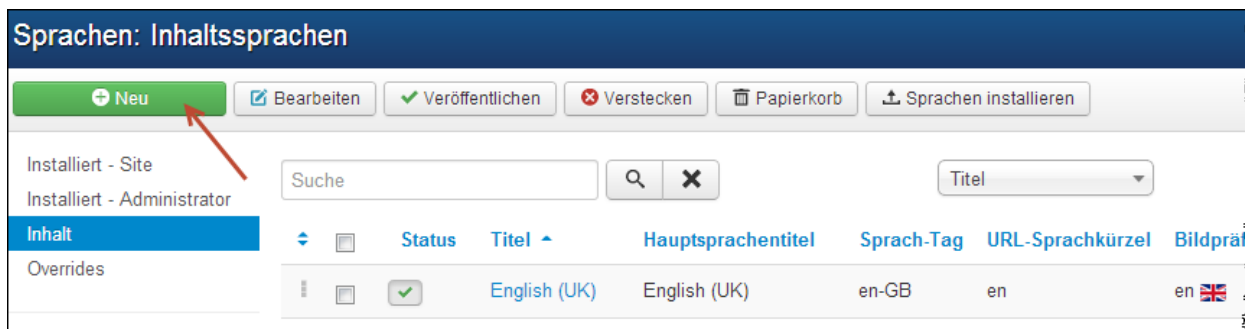 Sprachen: Inhaltssprachen
Neu Bearbeiten Veröffentlichen Verstecken Papierkorb Sprachen installieren
Installiert - Site
Suche Titel
Installiert - Administrator
Inhalt
Status Titel Hauptsprachentitel Sprach-Tag URL-Sprachkürzel
Overrides
English (UK) English (UK) en-GB en en